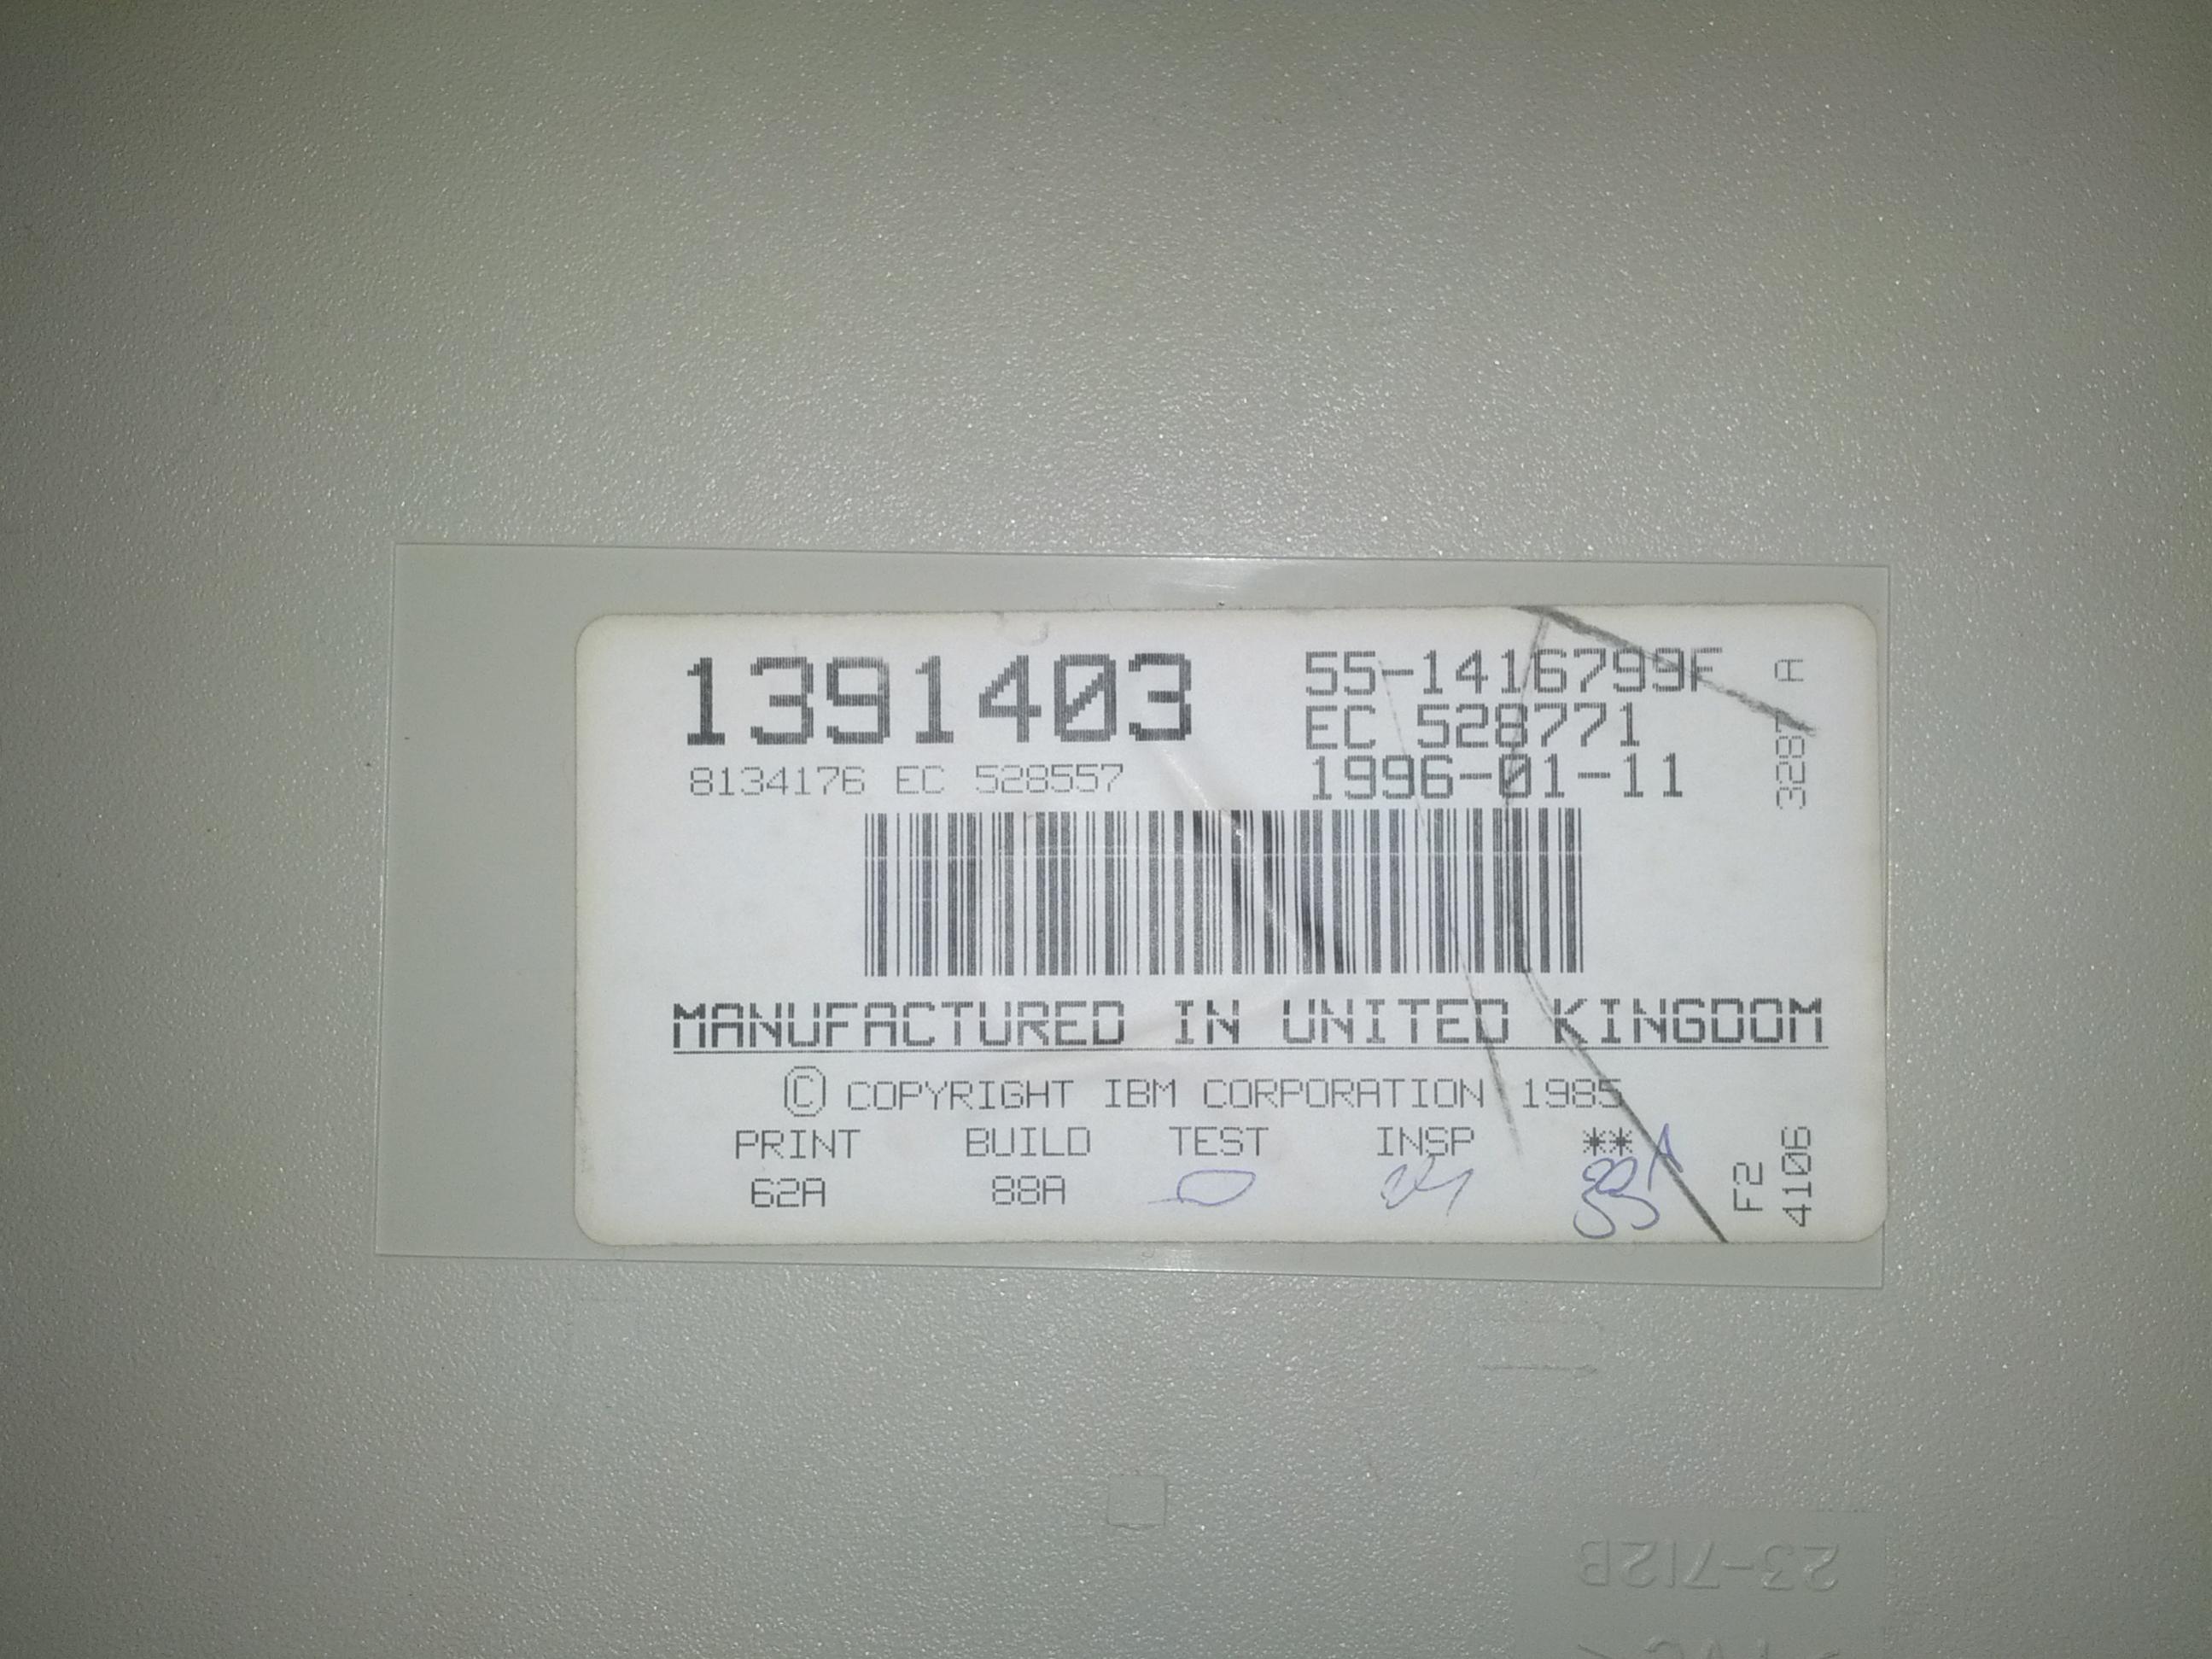 1391403
55-1416799F
EC 528771
1996-01-11
8134176 EC 528557
3287 A
MANUFACTURED IN UNITED KINGDOM
© COPYRIGHT IBM CORPORATION 1985
PRINT BUILD TEST INSP **
62A 88A
F2
4106
23-712B